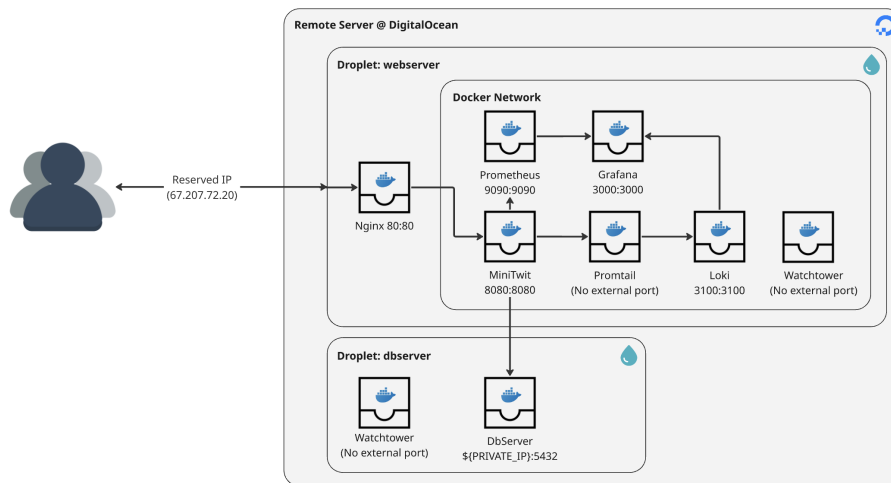 Remote Server @ DigitalOcean
Droplet: webserver
Docker Network
Prometheus
9090:9090
Grafana
3000:3000
Reserved IP
(67.207.72.20)
Nginx 80:80
MiniTwit
8080:8080
Promtail
(No external port)
Loki
3100:3100
Watchtower
(No external port)
Droplet: dbserver
Watchtower
(No external port)
DbServer
${PRIVATE_IP}:5432